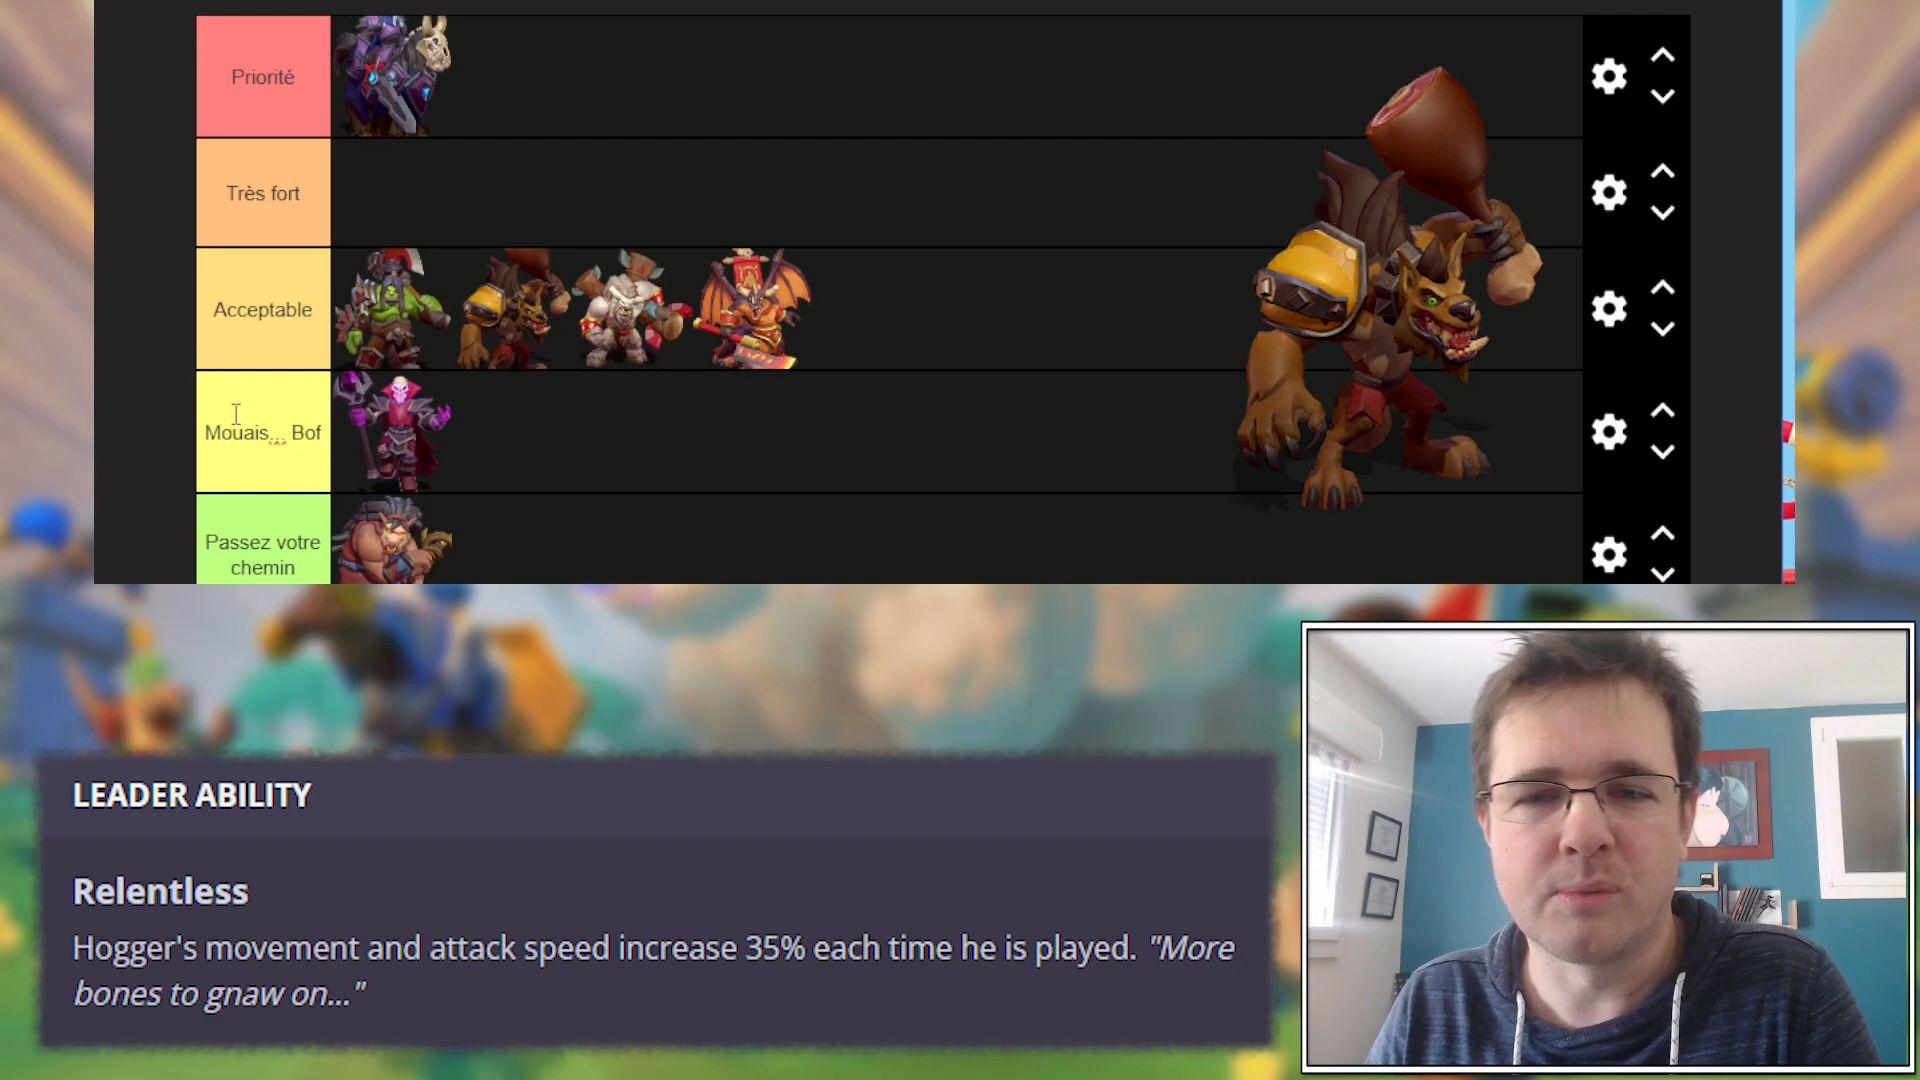 Priorité
Très fort
Acceptable
Mouais... Bof
Passez votre
chemin
LEADER ABILITY
Relentless
Hogger's movement and attack speed increase 35% each time he is played. "More
bones to gnaw on..."